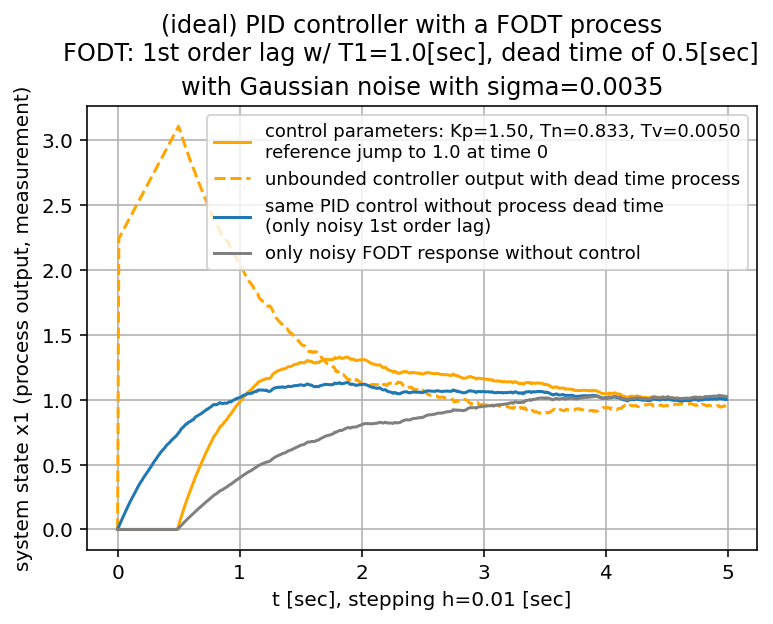 (ideal) PID controller with a FODT process
FODT: 1st order lag w/ T1=1.0[sec], dead time of 0.5[sec]
with Gaussian noise with sigma=0.0035
system state x1 (process output, measurement)
3.0
2.5
2.0
1.5
1.0
0.5
0.0
control parameters: Kp=1.50, Tn=0.833, Tv=0.0050
reference jump to 1.0 at time 0
unbounded controller output with dead time process
same PID control without process dead time
(only noisy 1st order lag)
only noisy FODT response without control
0 1 2 3 4 5
t [sec], stepping h=0.01 [sec]